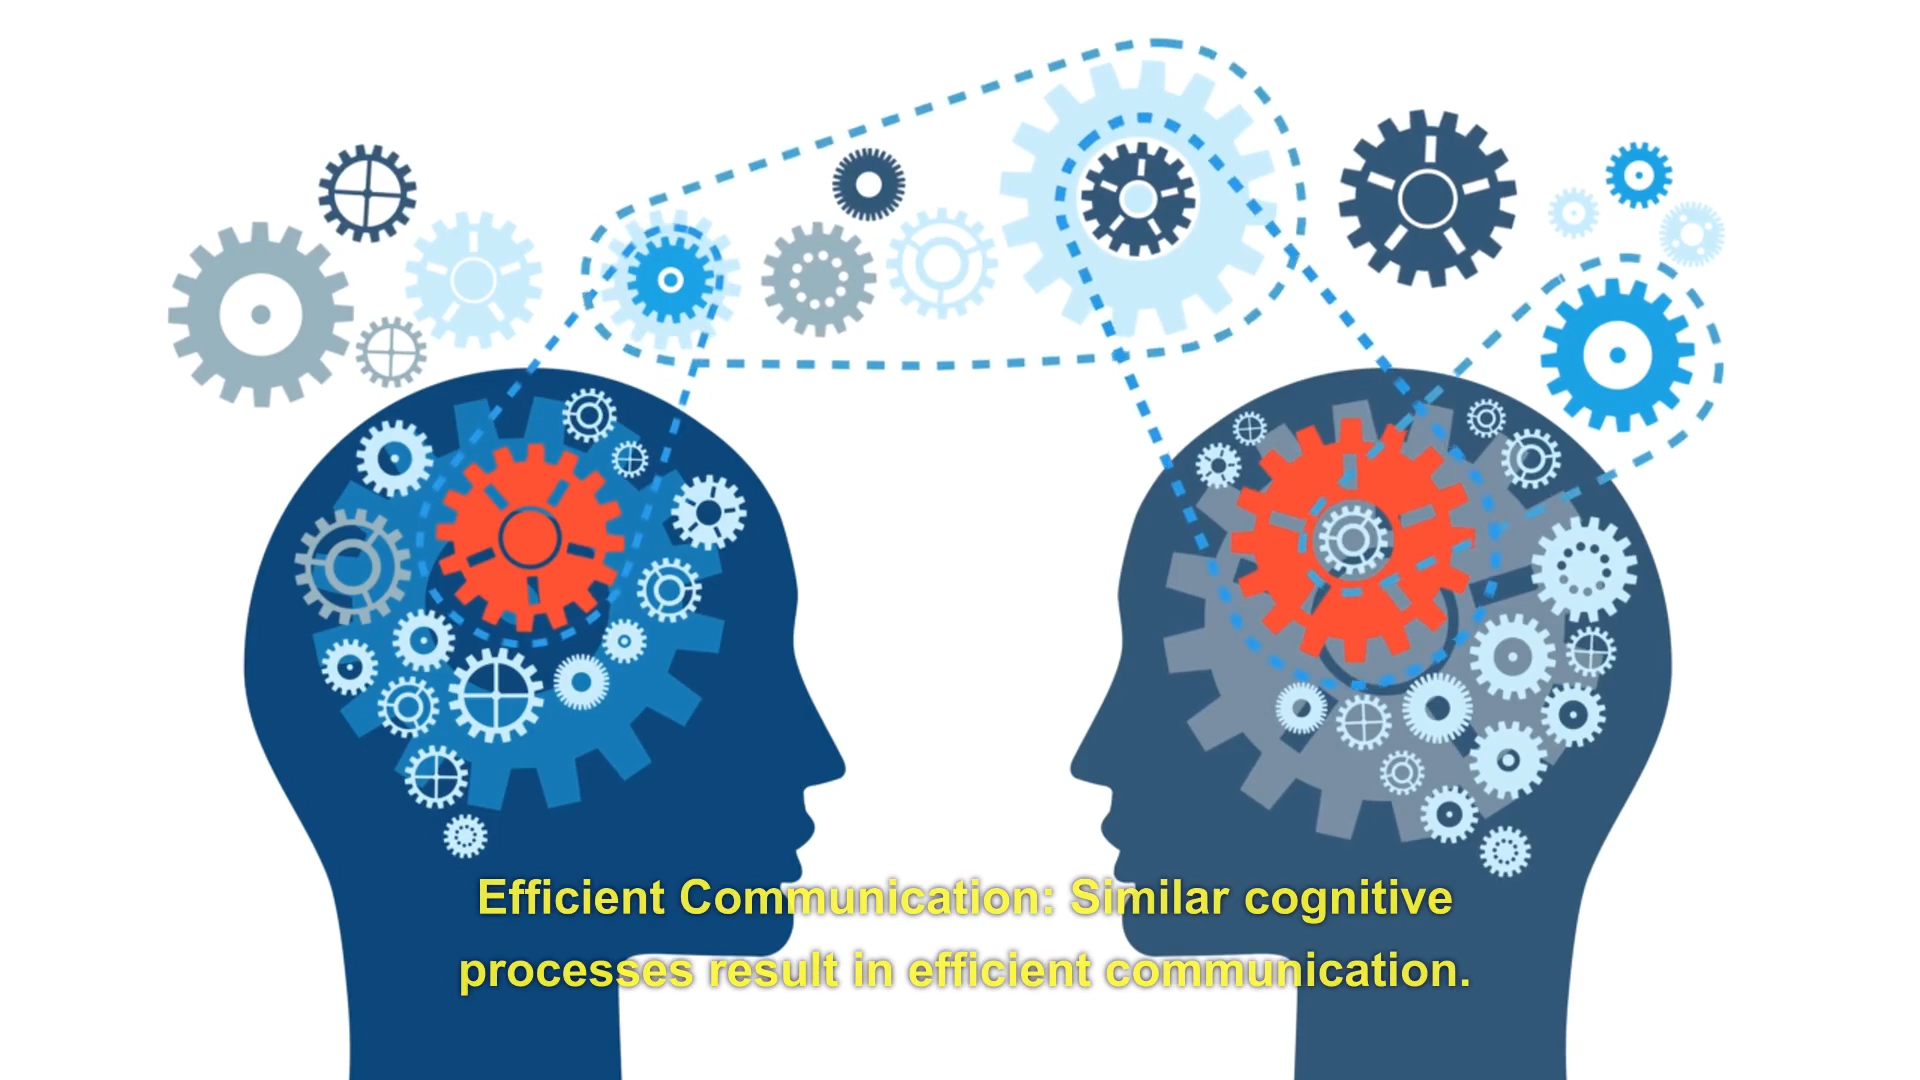 Efficient Communication: Similar cognitive
processes result in efficient communication.